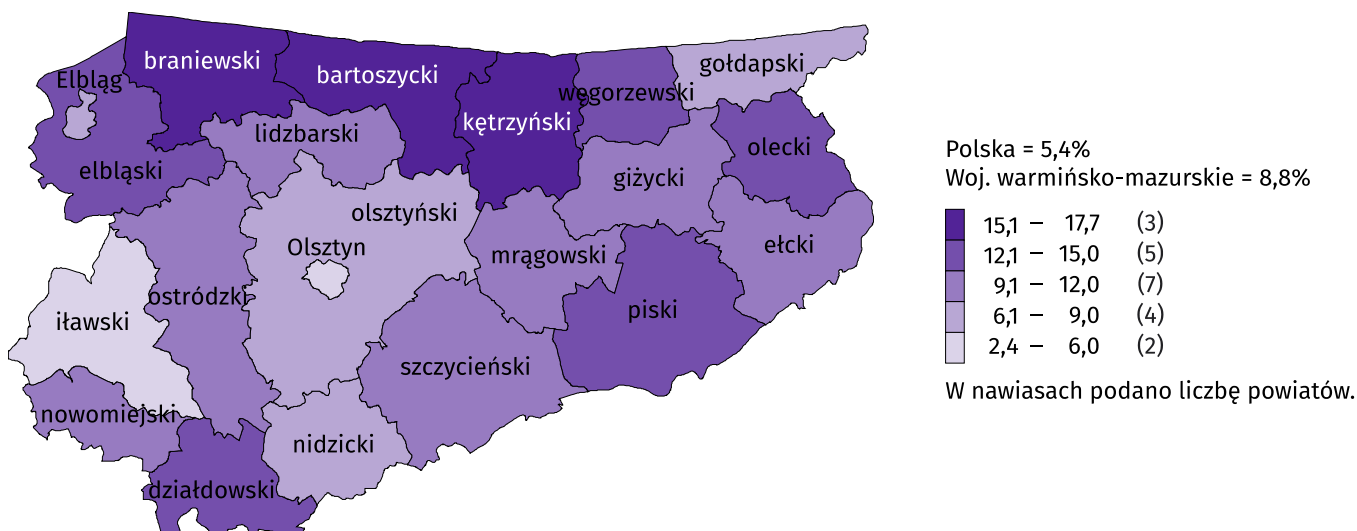 braniewski
bartoszycki
gołdapski
Elbląg
węgorzewski
kętrzyński
lidzbarski
olecki
elbląski
giżycki
olsztyński
Olsztyn
mrągowski
ełcki
ostródzki
iławski
piski
szczycieński
nowomiejski
nidzicki
działdowski
Polska = 5,4%
Woj. warmińsko-mazurskie = 8,8%
15,1 – 17,7 (3)
12,1 – 15,0 (5)
9,1 – 12,0 (7)
6,1 – 9,0 (4)
2,4 – 6,0 (2)
W nawiasach podano liczbę powiatów.